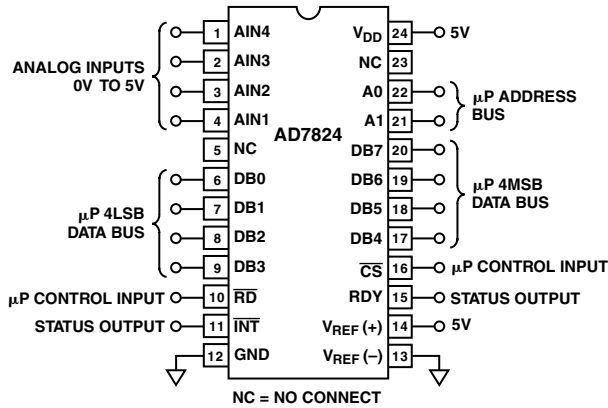 ANALOG INPUTS
0V TO 5V
μP 4LSB
DATA BUS
μP CONTROL INPUT
STATUS OUTPUT
1 AIN4
2 AIN3
3 AIN2
4 AIN1
5 NC
6 DB0
7 DB1
8 DB2
9 DB3
10 RD
11 INT
12 GND
AD7824
VDD 24 5V
NC 23
A0 22
A1 21
DB7 20
DB6 19
DB5 18
DB4 17
CS 16 μP CONTROL INPUT
RDY 15 STATUS OUTPUT
VREF (+) 14 5V
VREF (–) 13
μP ADDRESS
BUS
μP 4MSB
DATA BUS
NC = NO CONNECT